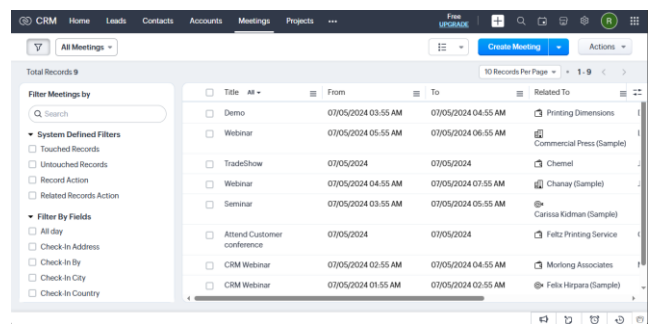 CRM Home Leads Contacts Accounts Meetings Projects ••• Free
UPGRADE R
All Meetings Create Meeting Actions
Total Records 9 10 Records Per Page 1 - 9
Filter Meetings by
Search
System Defined Filters
Touched Records
Untouched Records
Record Action
Related Records Action
Filter By Fields
All day
Check-In Address
Check-In By
Check-In City
Check-In Country
Title All From To Related To
Demo 07/05/2024 03:55 AM 07/05/2024 04:55 AM Printing Dimensions
Webinar 07/05/2024 05:55 AM 07/05/2024 06:55 AM
Commercial Press (Sample)
TradeShow 07/05/2024 07/05/2024 Chemel
Webinar 07/05/2024 04:55 AM 07/05/2024 07:55 AM Chanay (Sample)
Seminar 07/05/2024 03:55 AM 07/05/2024 05:55 AM
Carissa Kidman (Sample)
Attend Customer 07/05/2024 07/05/2024 Feltz Printing Service
conference
CRM Webinar 07/05/2024 02:55 AM 07/05/2024 04:55 AM Morlong Associates
CRM Webinar 07/05/2024 01:55 AM 07/05/2024 02:55 AM Felix Hirpara (Sample)